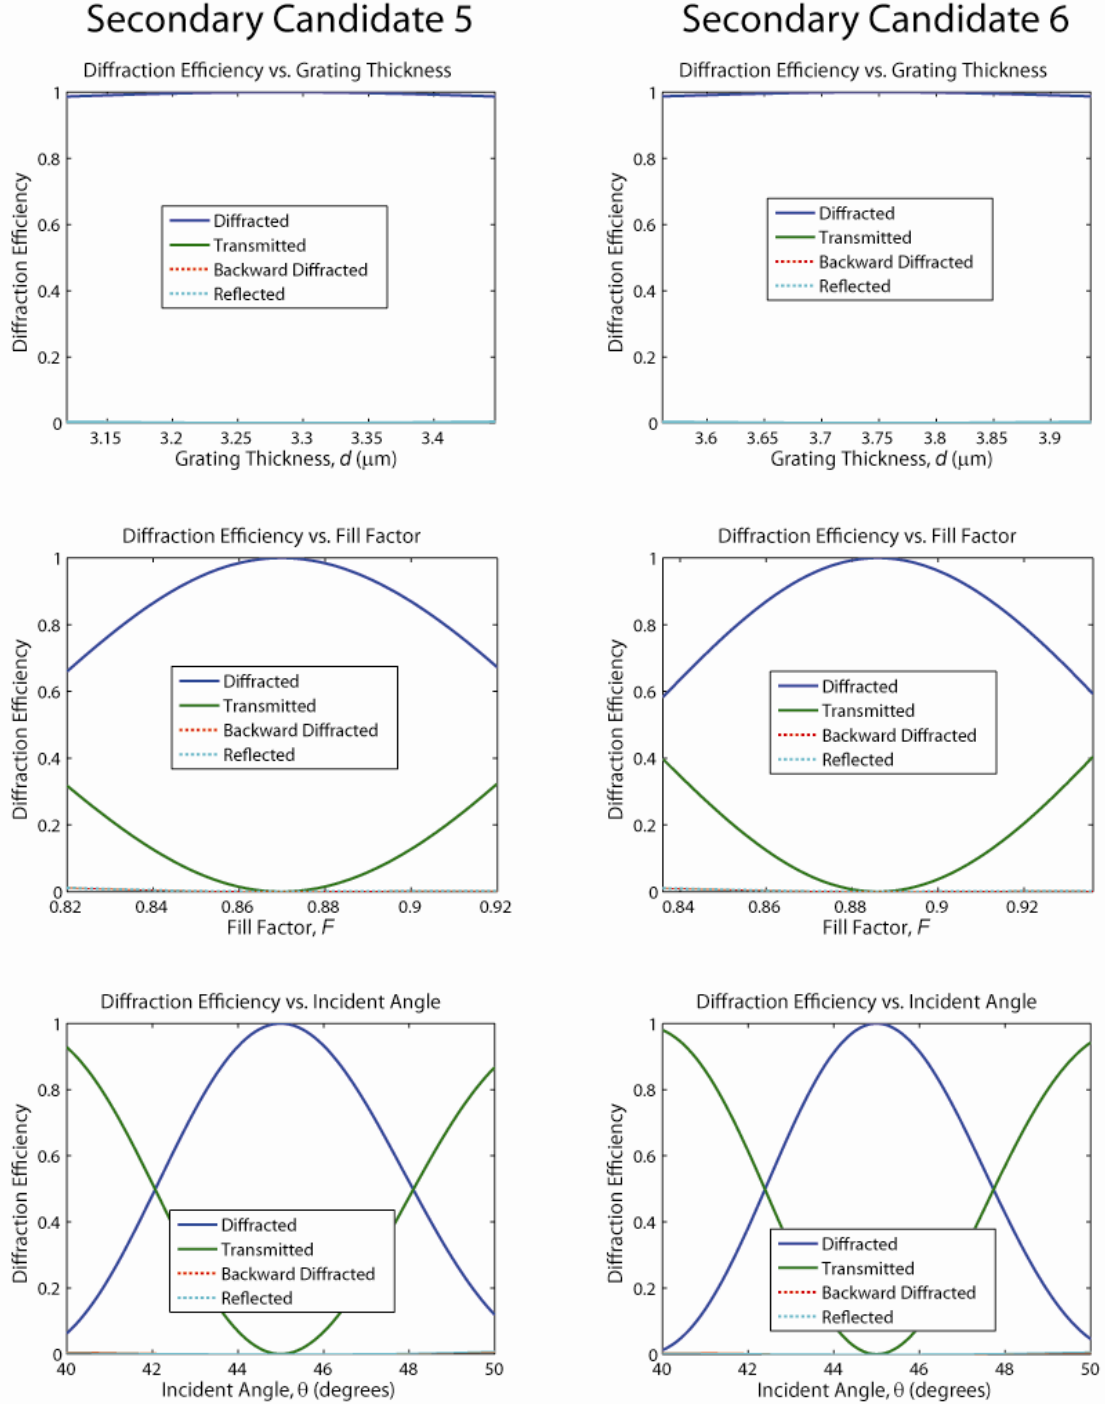 Secondary Candidate 5
Diffraction Efficiency vs. Grating Thickness
Diffraction Efficiency
1
0.8
0.6
0.4
0.2
0
Diffracted
Transmitted
Backward Diffracted
Reflected
3.15 3.2 3.25 3.3 3.35 3.4
Grating Thickness, d (μm)
Diffraction Efficiency vs. Fill Factor
Diffraction Efficiency
1
0.8
0.6
0.4
0.2
0
Diffracted
Transmitted
Backward Diffracted
Reflected
0.82 0.84 0.86 0.88 0.9 0.92
Fill Factor, F
Diffraction Efficiency vs. Incident Angle
Diffraction Efficiency
1
0.8
0.6
0.4
0.2
0
Diffracted
Transmitted
Backward Diffracted
Reflected
40 42 44 46 48 50
Incident Angle, θ (degrees)
Secondary Candidate 6
Diffraction Efficiency vs. Grating Thickness
Diffraction Efficiency
1
0.8
0.6
0.4
0.2
0
Diffracted
Transmitted
Backward Diffracted
Reflected
3.6 3.65 3.7 3.75 3.8 3.85 3.9
Grating Thickness, d (μm)
Diffraction Efficiency vs. Fill Factor
Diffraction Efficiency
1
0.8
0.6
0.4
0.2
0
Diffracted
Transmitted
Backward Diffracted
Reflected
0.84 0.86 0.88 0.9 0.92
Fill Factor, F
Diffraction Efficiency vs. Incident Angle
Diffraction Efficiency
1
0.8
0.6
0.4
0.2
0
Diffracted
Transmitted
Backward Diffracted
Reflected
40 42 44 46 48 50
Incident Angle, θ (degrees)